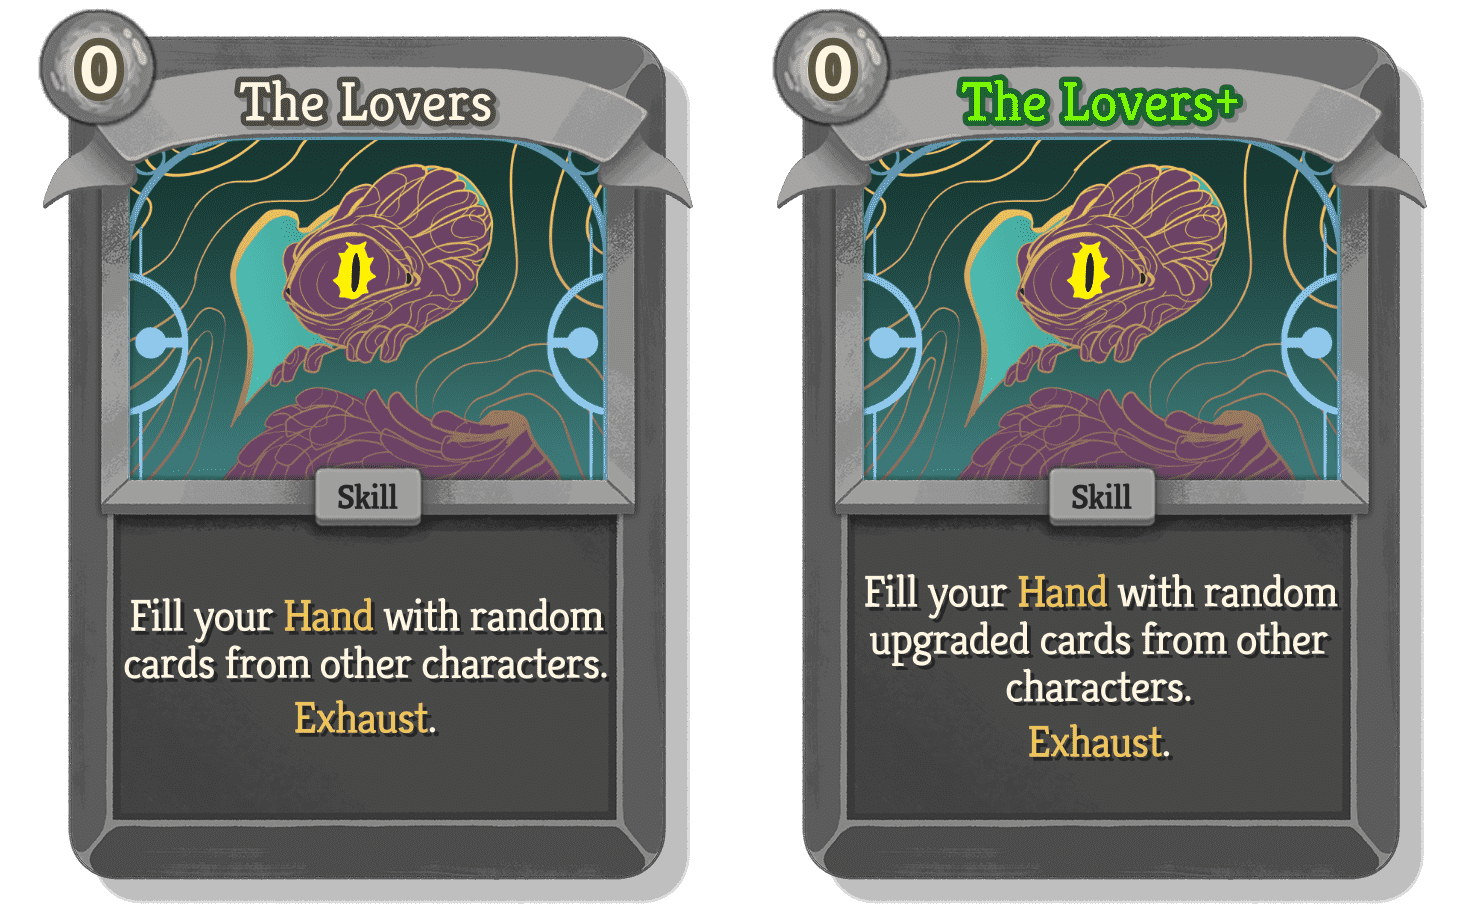 0
The Lovers
Skill
Fill your Hand with random
cards from other characters.
Exhaust.
0
The Lovers+
Skill
Fill your Hand with random
upgraded cards from other
characters.
Exhaust.